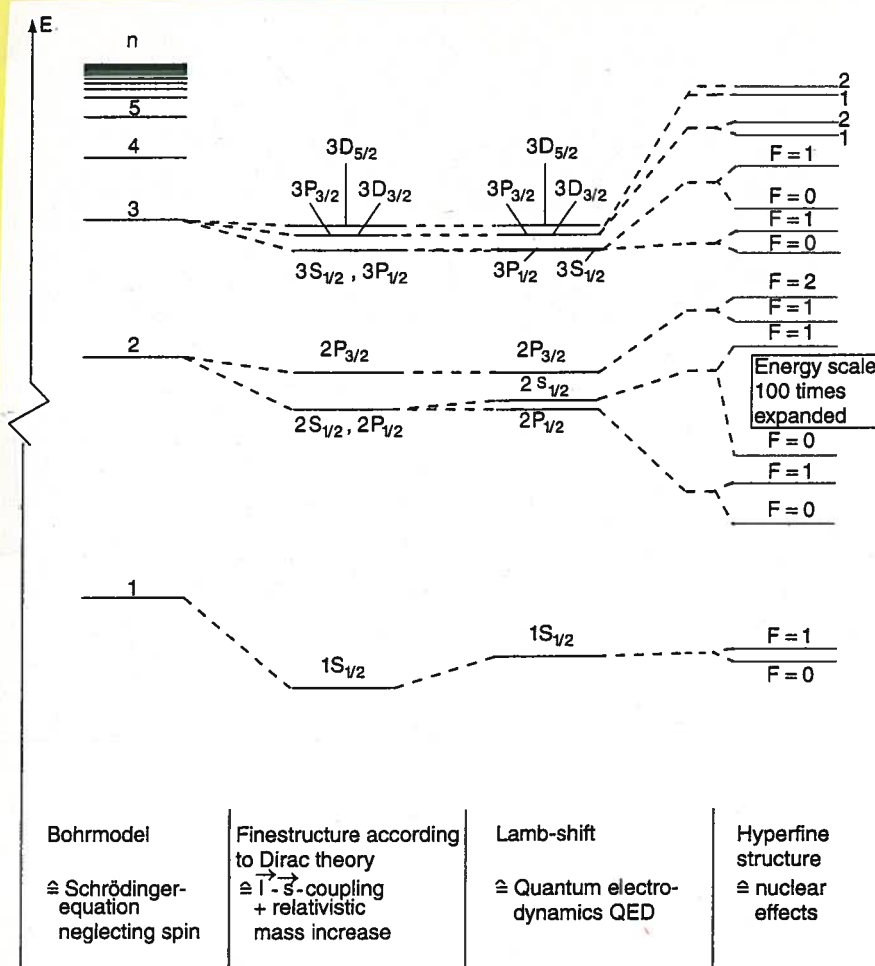 E
n
5
4
3
2
1
3D5/2
3P3/2 3D3/2
3S1/2 , 3P1/2
2P3/2
2S1/2, 2P1/2
1S1/2
3D5/2
3P3/2 3D3/2
3P1/2 3S1/2
2P3/2
2 S1/2
2P1/2
1S1/2
2
1
2
1
F = 1
F = 0
F = 1
F = 0
F = 2
F = 1
F = 1
Energy scale
100 times
expanded
F = 0
F = 1
F = 0
F = 1
F = 0
Bohrmodel
≙ Schrödinger-
equation
neglecting spin
Finestructure according
to Dirac theory
≙ l⃗ - s⃗-coupling
+ relativistic
mass increase
Lamb-shift
≙ Quantum electro-
dynamics QED
Hyperfine
structure
≙ nuclear
effects